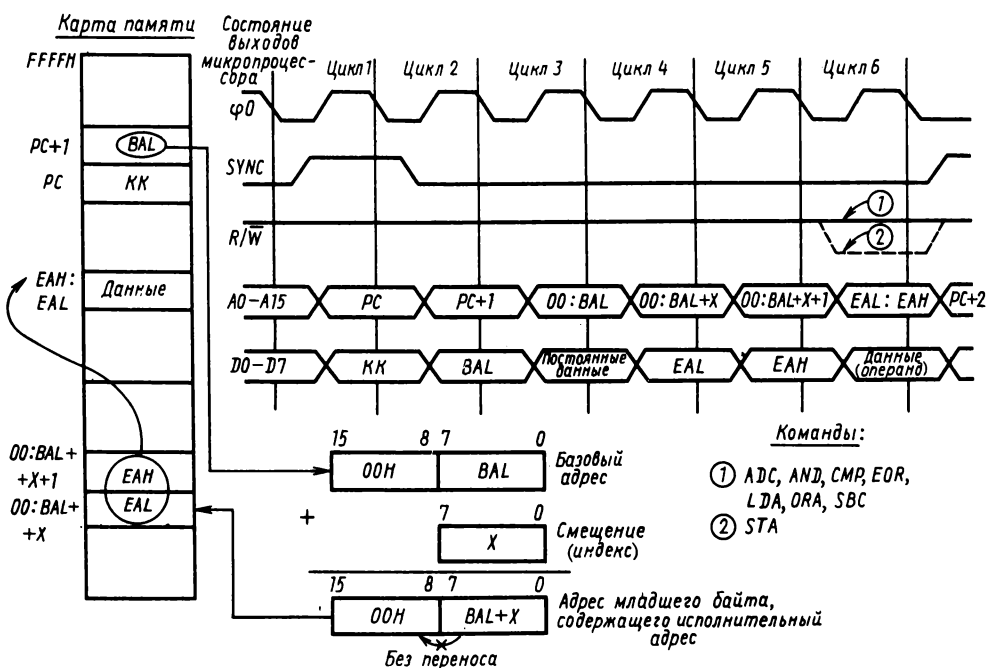 Карта памяти
FFFFH
PC+1
BAL
PC
КК
EAH:
EAL
Данные
00:BAL+
+X+1
EAH
00:BAL+
+X
EAL
Состояние
выходов
микропроцес-
сора
Цикл 1 Цикл 2 Цикл 3 Цикл 4 Цикл 5 Цикл 6
φ0
SYNC
R/W̅
1
2
A0-A15 PC PC+1 00:BAL 00:BAL+X 00:BAL+X+1 EAL:EAH PC+2
D0-D7 КК BAL Постоянные данные EAL EAH Данные (операнд)
15 8 7 0
00H BAL
Базовый
адрес
+
7 0
X
Смещение
(индекс)
15 8 7 0
00H BAL+X
Адрес младшего байта,
содержащего исполнительный
адрес
Без переноса
Команды:
1 ADC, AND, CMP, EOR,
LDA, ORA, SBC
2 STA